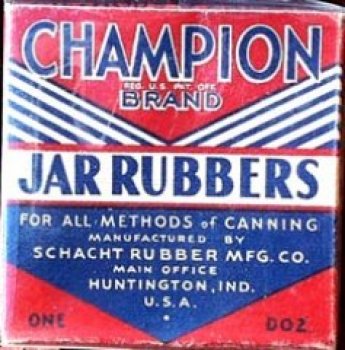 CHAMPION
REG. U.S. PAT. OFF.
BRAND
JAR RUBBERS
FOR ALL METHODS of CANNING
MANUFACTURED BY
SCHACHT RUBBER MFG. CO.
MAIN OFFICE
HUNTINGTON, IND.
U.S.A.
ONE DOZ.